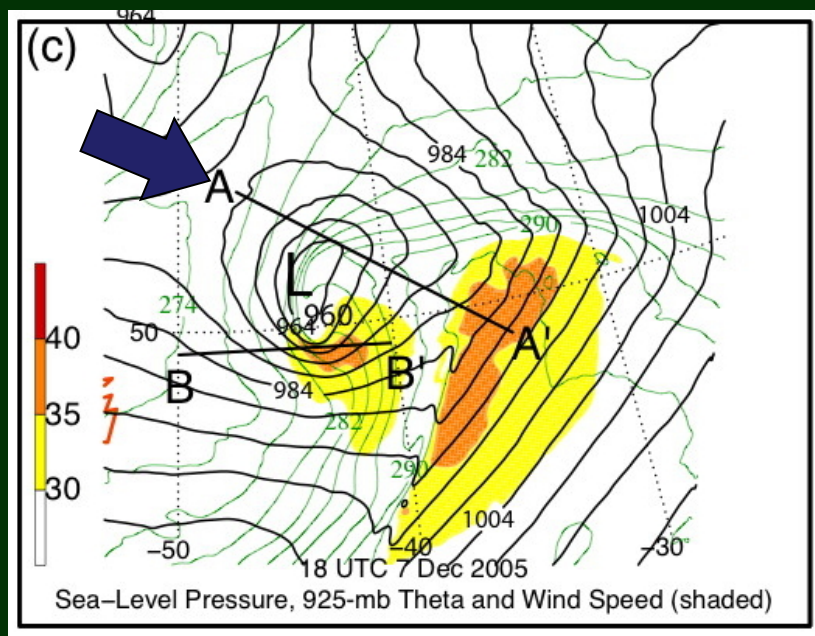 964
(c)
984 282
A
1004
290
L
274
960
50 964
40
A'
B B'
984
35
282
290
30
1004
−50 −40 −30
18 UTC 7 Dec 2005
Sea−Level Pressure, 925-mb Theta and Wind Speed (shaded)